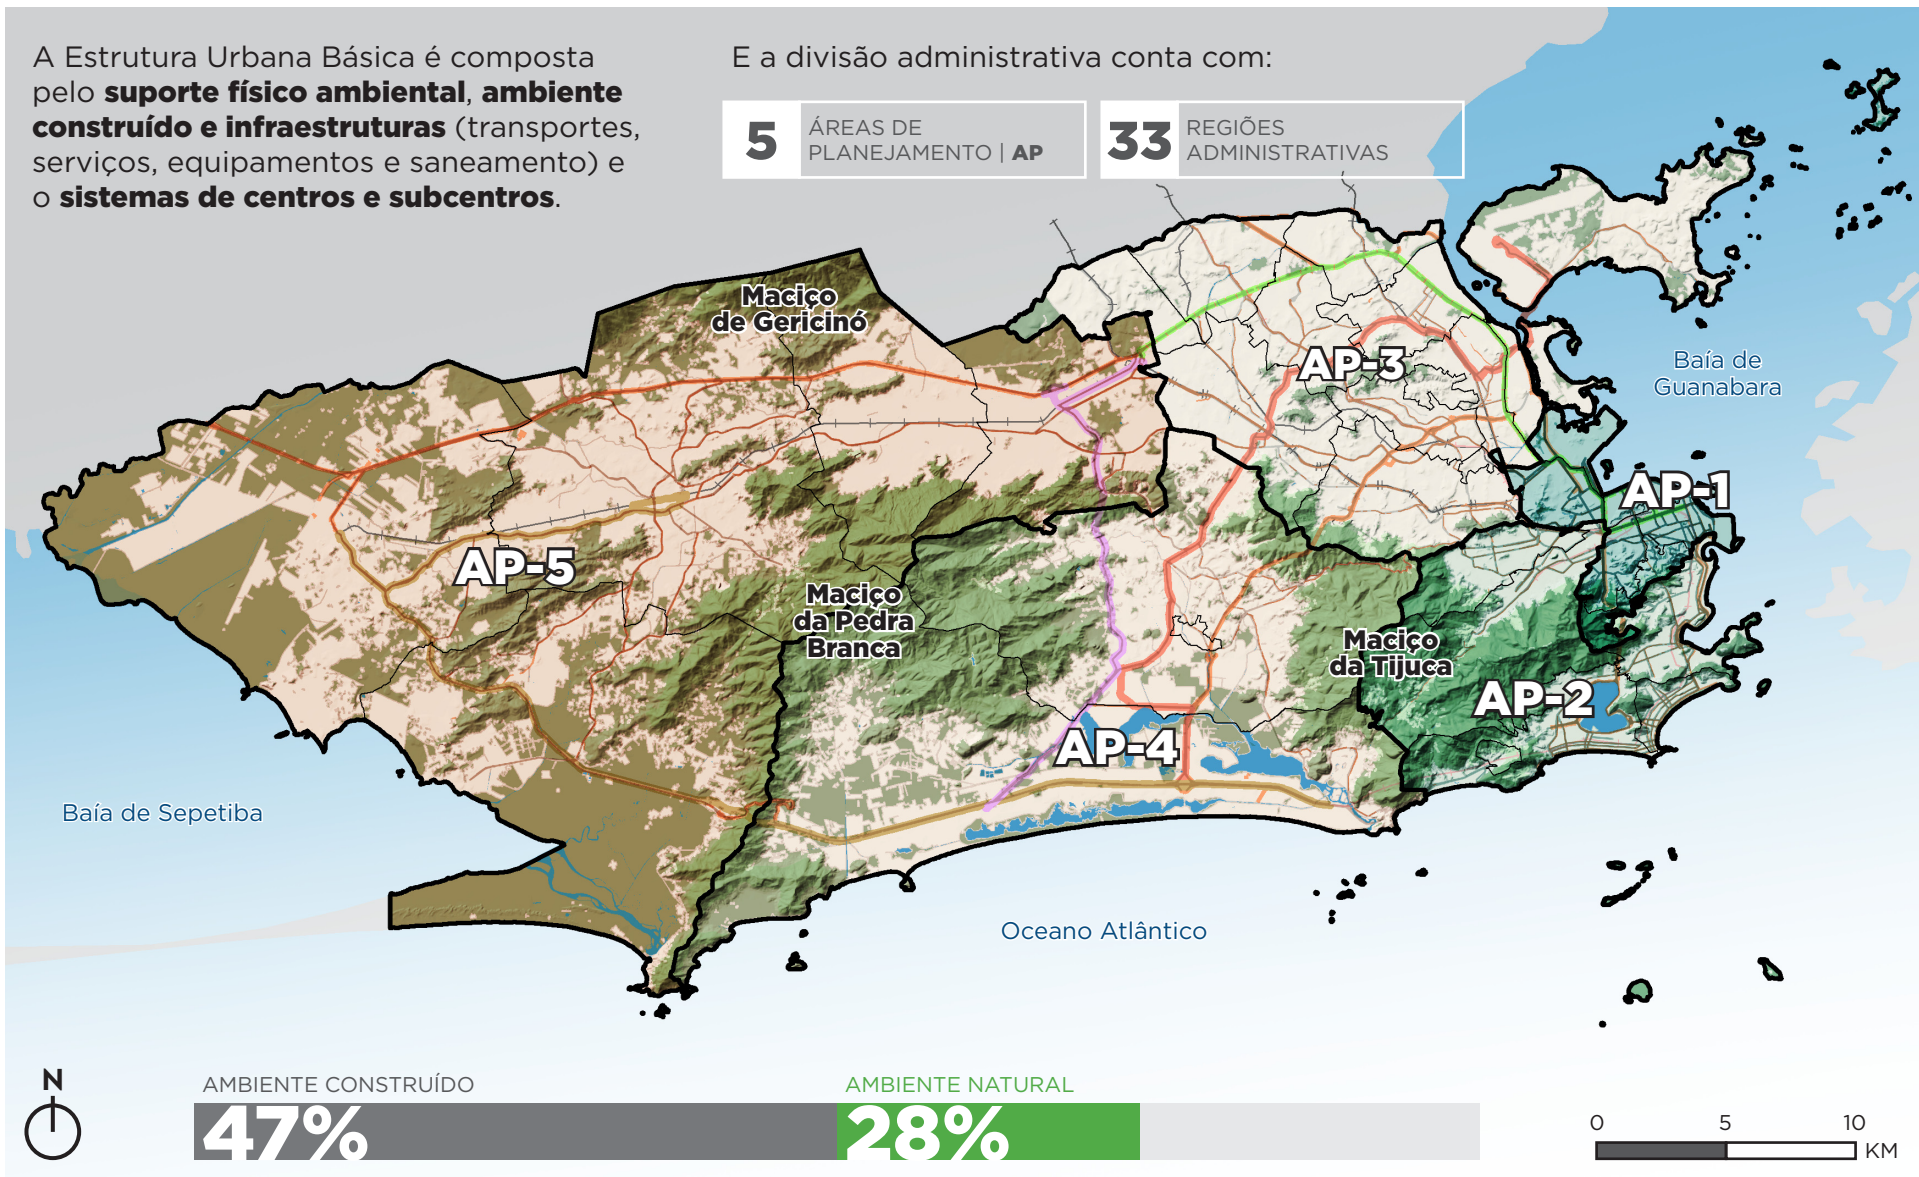 A Estrutura Urbana Básica é composta
pelo suporte físico ambiental, ambiente
construído e infraestruturas (transportes,
serviços, equipamentos e saneamento) e
o sistemas de centros e subcentros.
E a divisão administrativa conta com:
5
ÁREAS DE
PLANEJAMENTO | AP
33
REGIÕES
ADMINISTRATIVAS
Maciço
de Gericinó
AP-3
Baía de
Guanabara
AP-1
AP-5
Maciço
da Pedra
Branca
Maciço
da Tijuca
AP-2
AP-4
Baía de Sepetiba
Oceano Atlântico
N
AMBIENTE CONSTRUÍDO
47%
AMBIENTE NATURAL
28%
0 5 10
KM